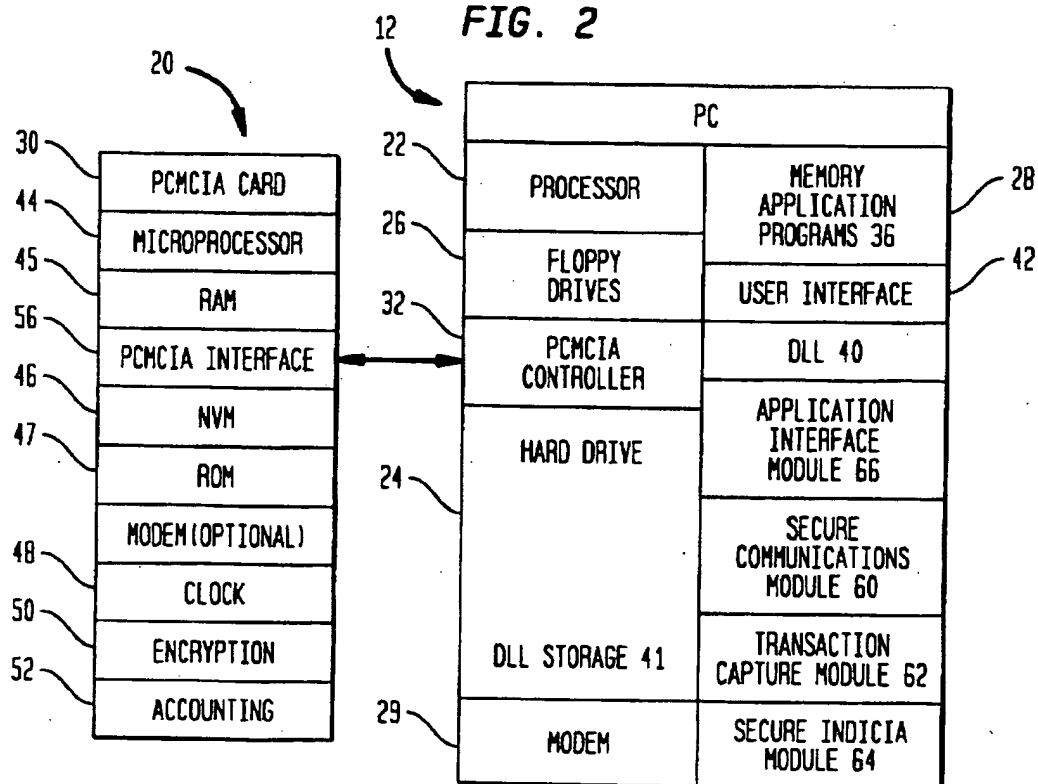 FIG. 2
12
20
30
PCMCIA CARD
44
MICROPROCESSOR
45
RAM
56
PCMCIA INTERFACE
46
NVM
47
ROM
MODEM(OPTIONAL)
48
CLOCK
50
ENCRYPTION
52
ACCOUNTING
PC
22
PROCESSOR
26
FLOPPY
DRIVES
32
PCMCIA
CONTROLLER
24
HARD DRIVE
DLL STORAGE 41
29
MODEM
MEMORY
APPLICATION
PROGRAMS 36
28
USER INTERFACE
42
DLL 40
APPLICATION
INTERFACE
MODULE 66
SECURE
COMMUNICATIONS
MODULE 60
TRANSACTION
CAPTURE MODULE 62
SECURE INDICIA
MODULE 64